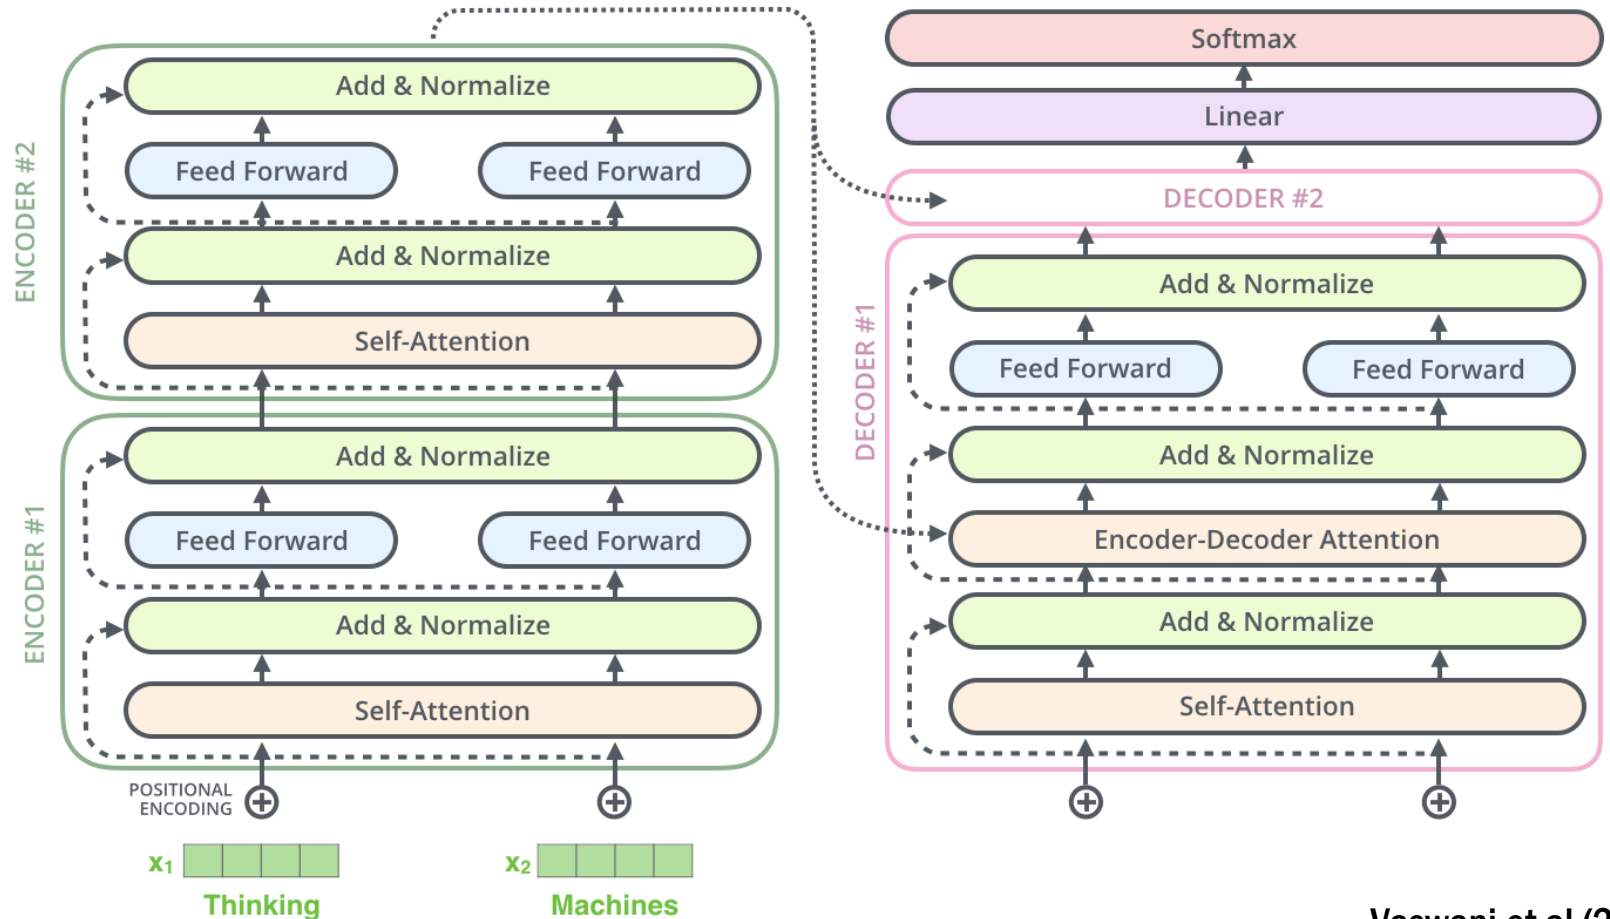 ENCODER #2
Add & Normalize
Feed Forward
Feed Forward
Add & Normalize
Self-Attention
ENCODER #1
Add & Normalize
Feed Forward
Feed Forward
Add & Normalize
Self-Attention
POSITIONAL
ENCODING
x1
x2
Thinking
Machines
Softmax
Linear
DECODER #2
DECODER #1
Add & Normalize
Feed Forward
Feed Forward
Add & Normalize
Encoder-Decoder Attention
Add & Normalize
Self-Attention
et al